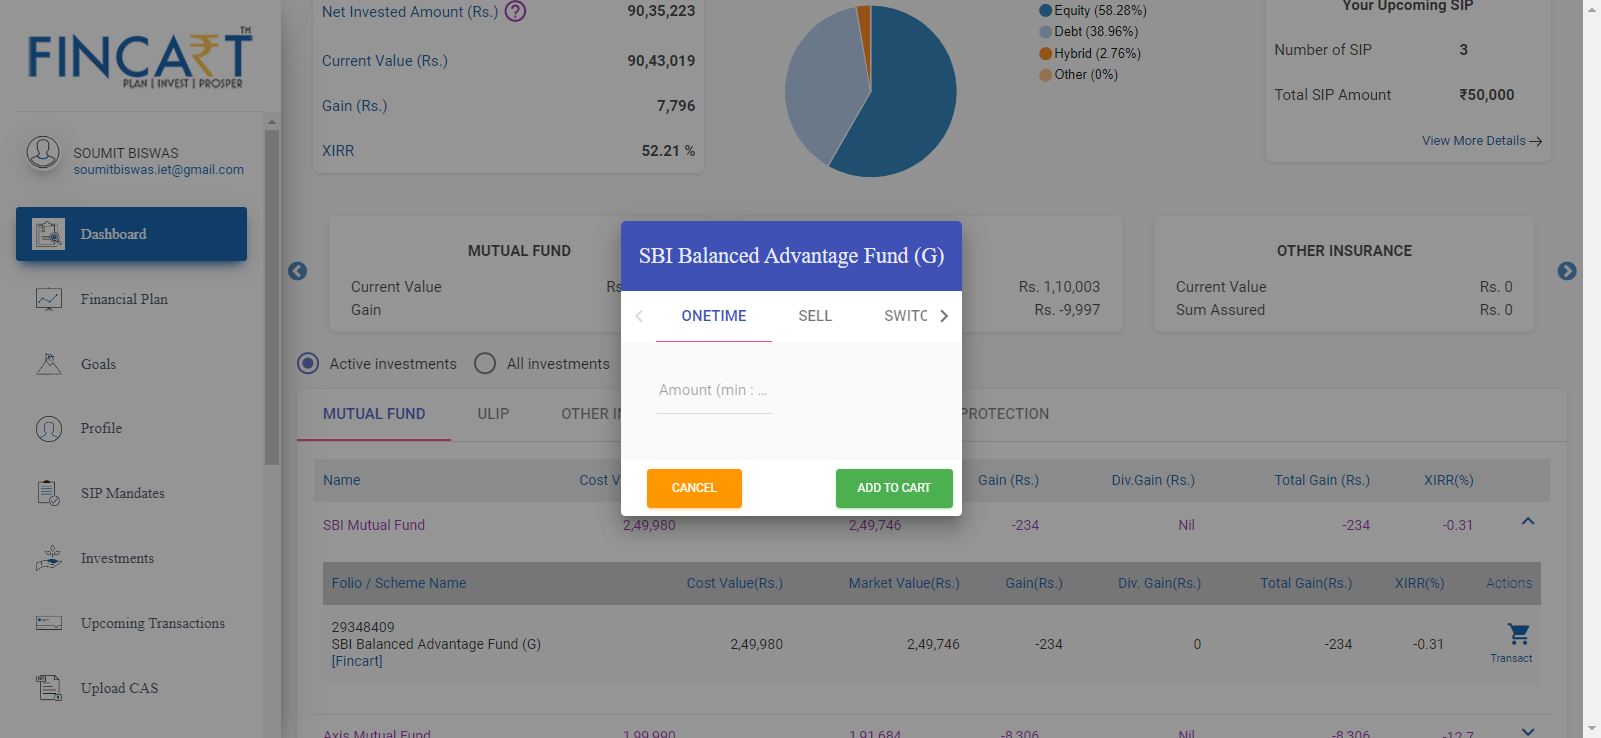 FINCART
TM
PLAN | INVEST | PROSPER
SOUMIT BISWAS
soumitbiswas.iet@gmail.com
Dashboard
Financial Plan
Goals
Profile
SIP Mandates
Investments
Upcoming Transactions
Upload CAS
Net Invested Amount (Rs.) ? 90,35,223
Current Value (Rs.) 90,43,019
Gain (Rs.) 7,796
XIRR 52.21 %
Equity (58.28%)
Debt (38.96%)
Hybrid (2.76%)
Other (0%)
Your Upcoming SIP
Number of SIP 3
Total SIP Amount ₹50,000
View More Details
MUTUAL FUND
Current Value Rs
Gain
Rs. 1,10,003
Rs. -9,997
OTHER INSURANCE
Current Value Rs. 0
Sum Assured Rs. 0
Active investments All investments
MUTUAL FUND ULIP OTHER IN PROTECTION
SBI Balanced Advantage Fund (G)
ONETIME SELL SWITC
Amount (min : ...
CANCEL ADD TO CART
Name Cost V Gain (Rs.) Div.Gain (Rs.) Total Gain (Rs.) XIRR(%)
SBI Mutual Fund 2,49,980 2,49,746 -234 Nil -234 -0.31
Folio / Scheme Name Cost Value(Rs.) Market Value(Rs.) Gain(Rs.) Div. Gain(Rs.) Total Gain(Rs.) XIRR(%) Actions
29348409
SBI Balanced Advantage Fund (G) 2,49,980 2,49,746 -234 0 -234 -0.31
[Fincart]
Transact
Axis Mutual Fund 1,99,990 1,91,684 -8,306 Nil -8,306 -12.7